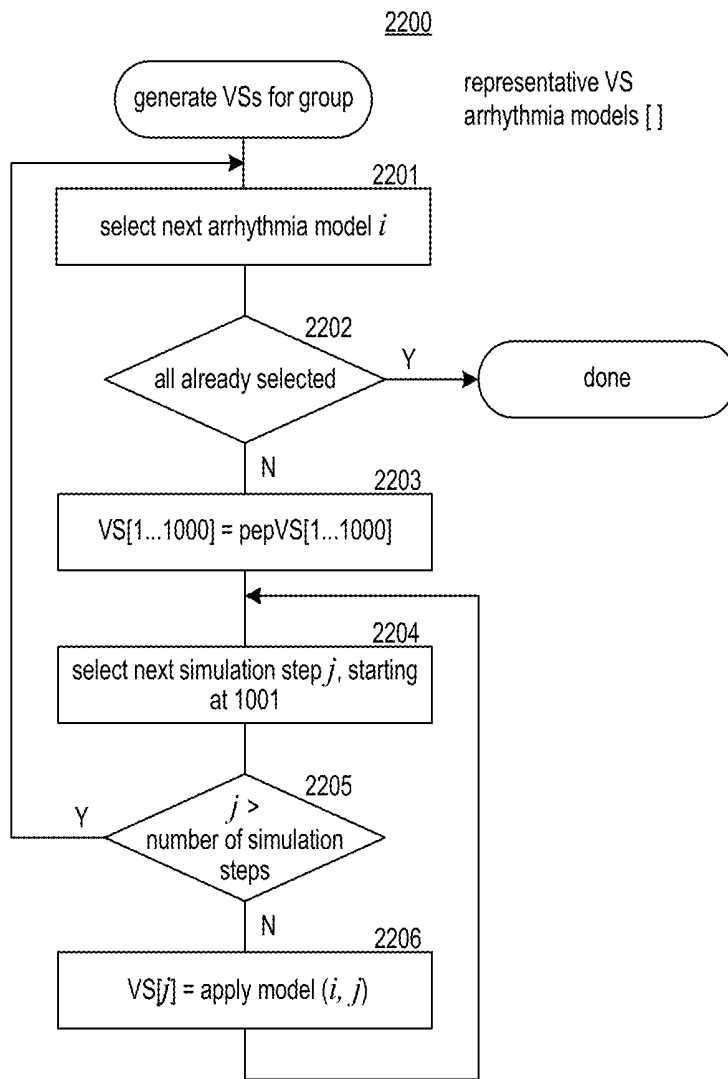 2200
generate VSs for group
representative VS
arrhythmia models [ ]
2201
select next arrhythmia model i
2202
all already selected
Y
done
N
2203
VS[1...1000] = pepVS[1...1000]
2204
select next simulation step j, starting
at 1001
2205
j >
number of simulation
steps
Y
N
2206
VS[j] = apply model (i, j)